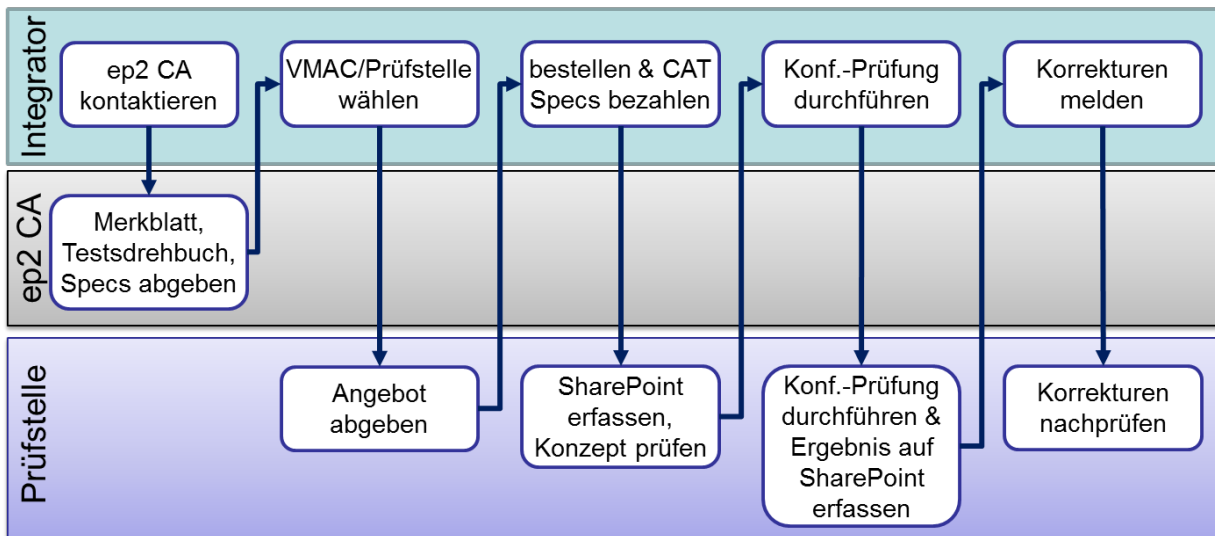 Integrator
ep2 CA
kontaktieren
VMAC/Prüfstelle
wählen
bestellen & CAT
Specs bezahlen
Konf.-Prüfung
durchführen
Korrekturen
melden
ep2 CA
Merkblatt,
Testsdrehbuch,
Specs abgeben
Prüfstelle
Angebot
abgeben
SharePoint
erfassen,
Konzept prüfen
Konf.-Prüfung
durchführen &
Ergebnis auf
SharePoint
erfassen
Korrekturen
nachprüfen